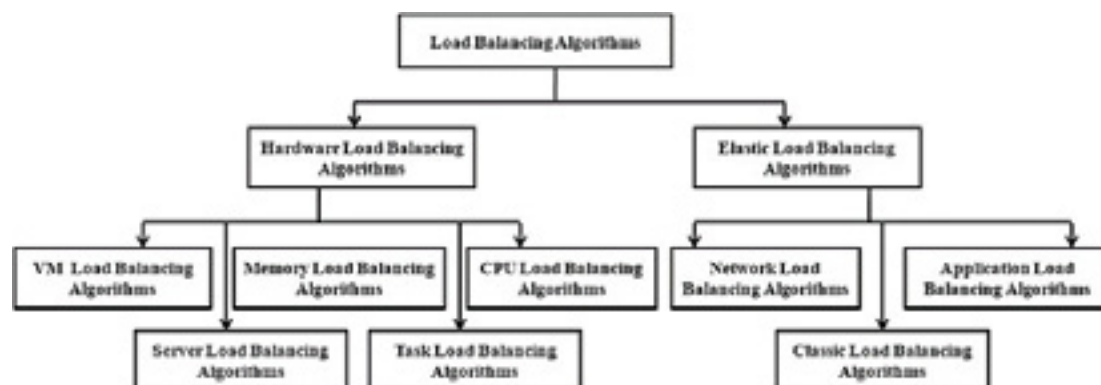 Load Balancing Algorithms
Hardware Load Balancing
Algorithms
Elastic Load Balancing
Algorithms
VM Load Balancing
Algorithms
Memory Load Balancing
Algorithms
CPU Load Balancing
Algorithms
Network Load
Balancing Algorithms
Application Load
Balancing Algorithms
Server Load Balancing
Algorithms
Task Load Balancing
Algorithms
Classic Load Balancing
Algorithms